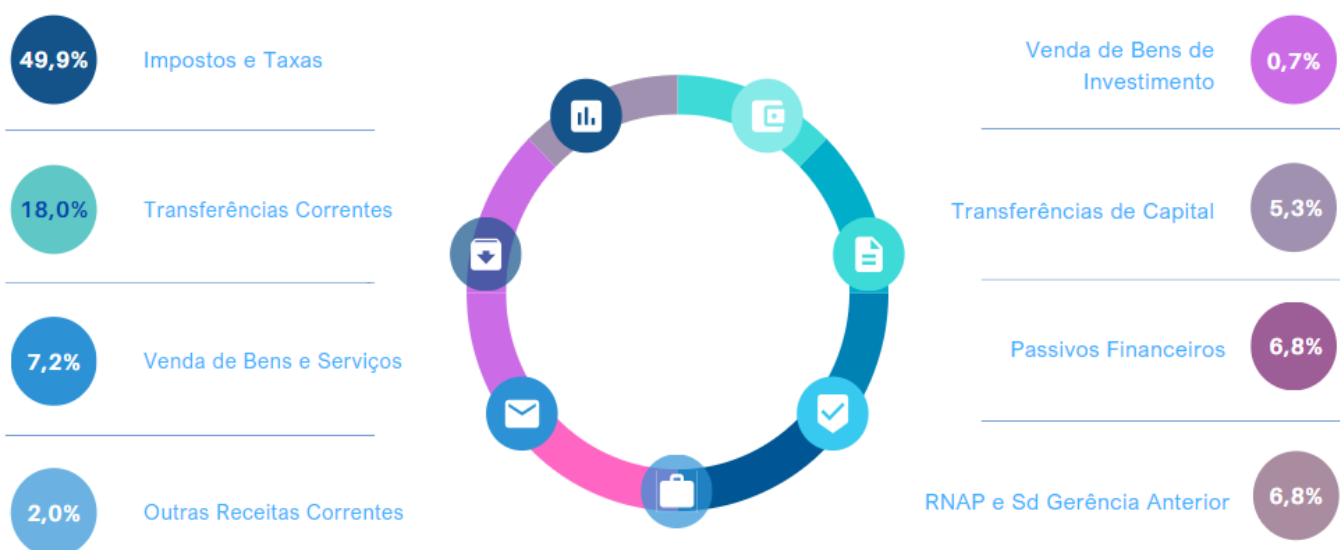 49,9%
Impostos e Taxas
18,0%
Transferências Correntes
7,2%
Venda de Bens e Serviços
2,0%
Outras Receitas Correntes
Venda de Bens de
Investimento
0,7%
Transferências de Capital
5,3%
Passivos Financeiros
6,8%
RNAP e Sd Gerência Anterior
6,8%